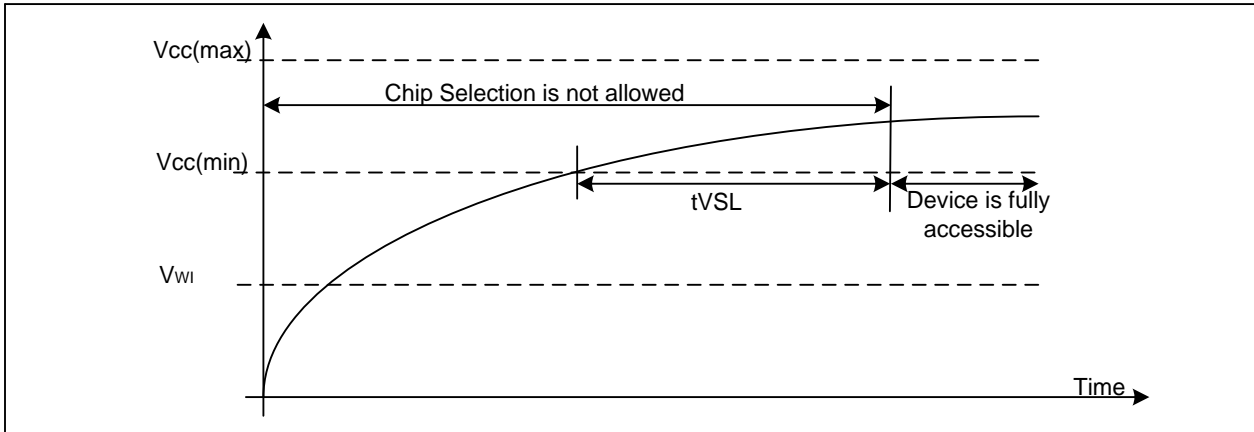 Vcc(max)
Chip Selection is not allowed
Vcc(min)
tVSL
Device is fully
accessible
VWI
Time